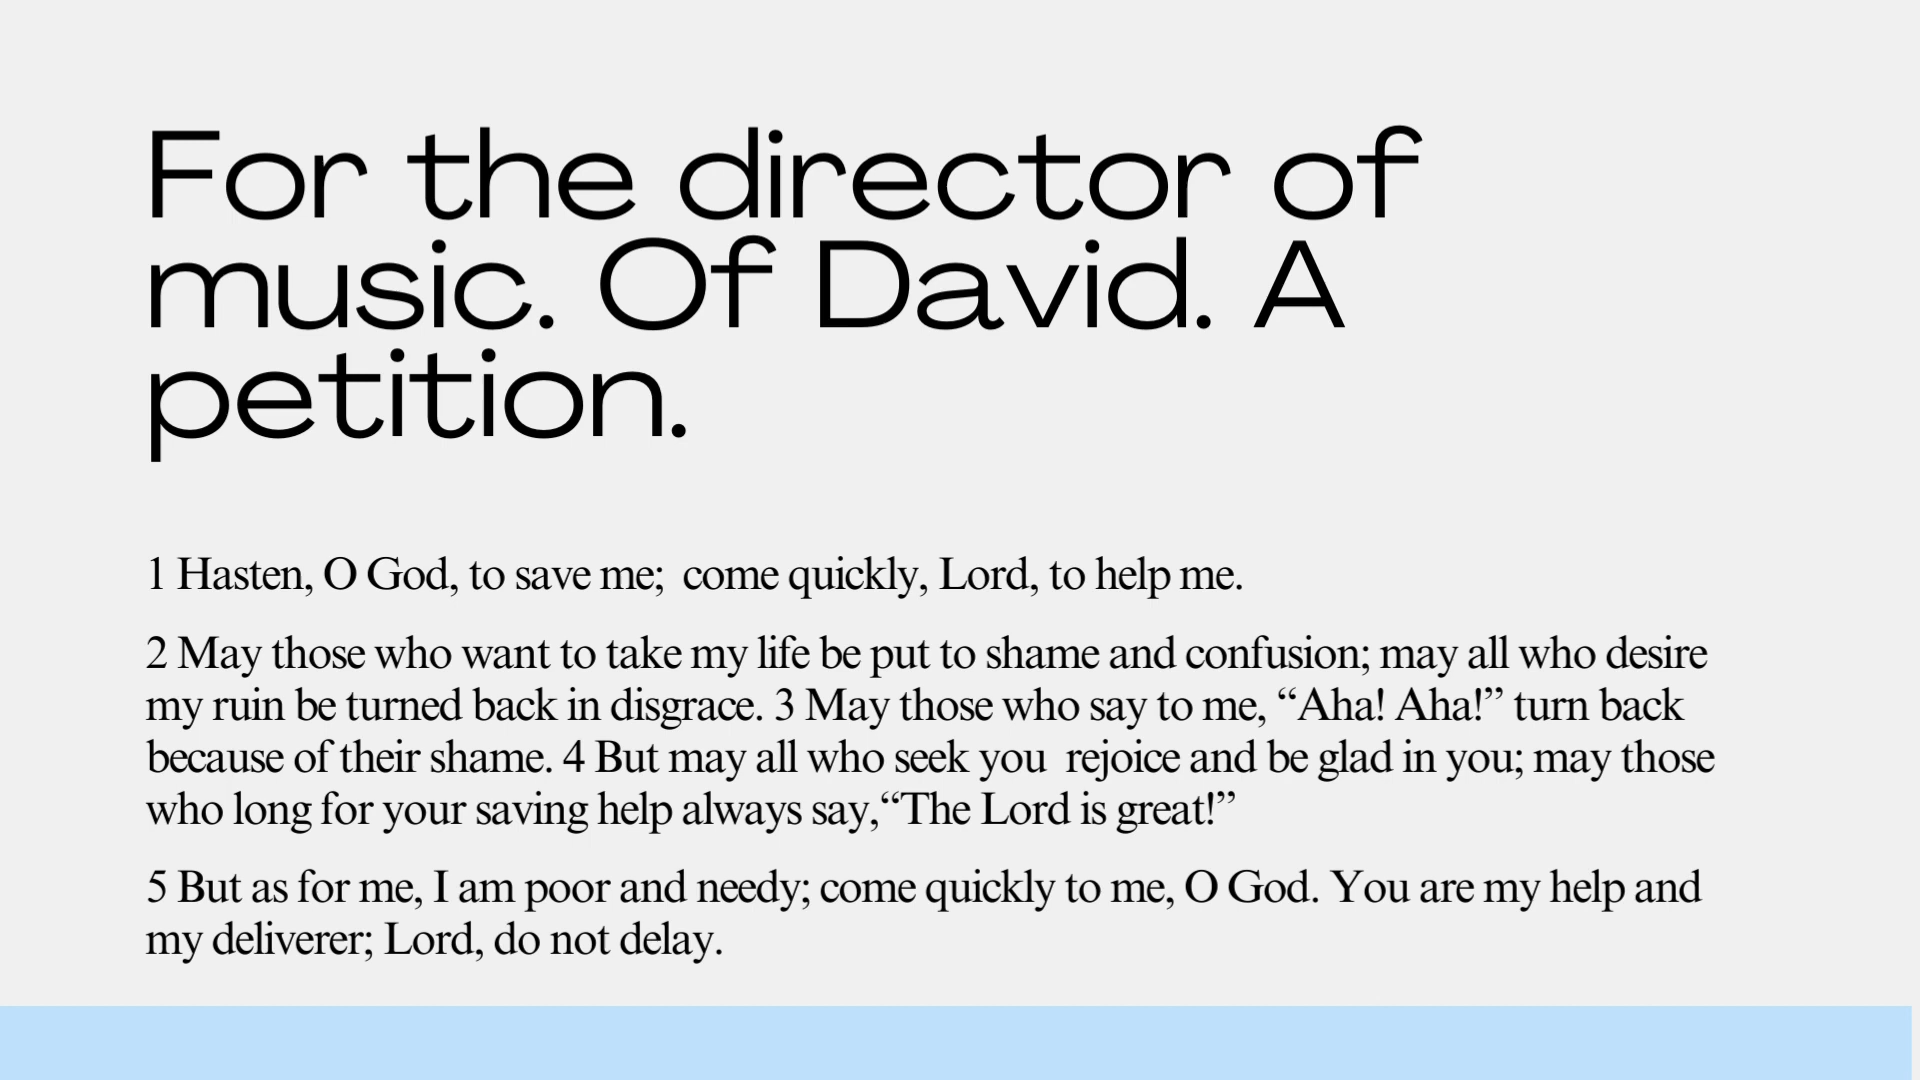 For the director of
music. Of David. A
petition.
1 Hasten, O God, to save me;  come quickly, Lord, to help me.
2 May those who want to take my life be put to shame and confusion; may all who desire
my ruin be turned back in disgrace. 3 May those who say to me, “Aha! Aha!” turn back
because of their shame. 4 But may all who seek you  rejoice and be glad in you; may those
who long for your saving help always say,“The Lord is great!”
5 But as for me, I am poor and needy; come quickly to me, O God. You are my help and
my deliverer; Lord, do not delay.